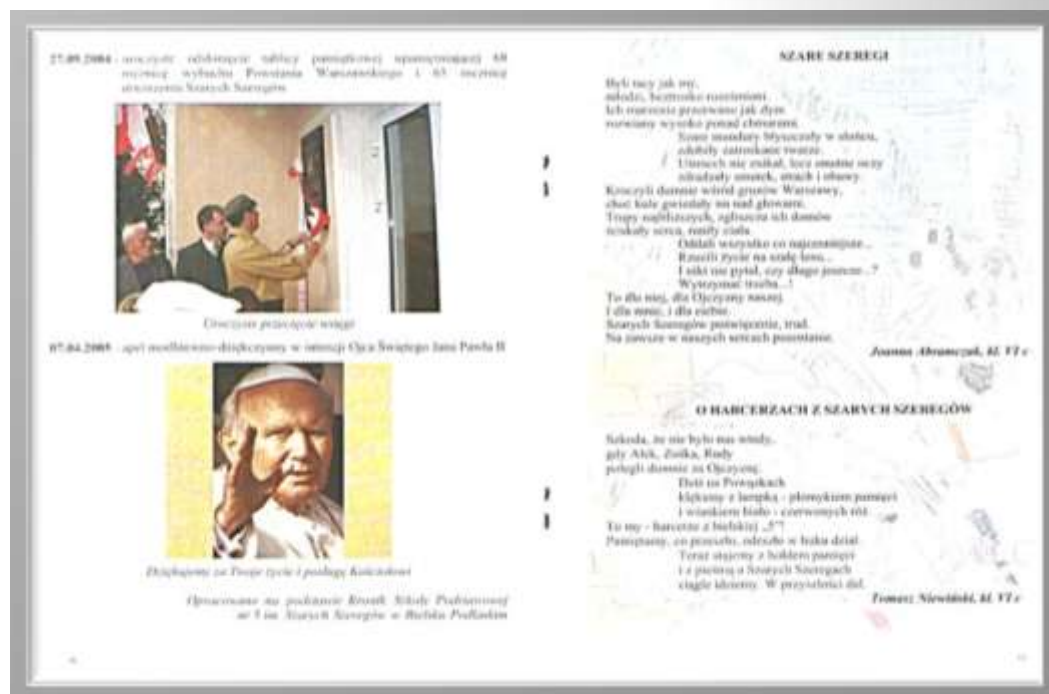 27.09.2004 - uroczyste odsłonięcie tablicy pamiątkowej upamiętniającej 60
rocznicę wybuchu Powstania Warszawskiego i 65 rocznicę
utworzenia Szarych Szeregów
Uroczyste przecięcie wstęgi
07.04.2005 - apel modlitewno-dziękczynny w intencji Ojca Świętego Jana Pawła II
Dziękujemy za Twoje życie i posługę Kościołowi
Opracowano na podstawie Kronik Szkoły Podstawowej
nr 5 im. Szarych Szeregów w Bielsku Podlaskim
SZARE SZEREGI
Byli tacy jak my,
młodzi, beztrosko roześmiani.
Ich marzenia przerwane jak dym
rozwiany wysoko ponad chmurami.
Szare mundury błyszczały w słońcu,
zdobiły zatroskane twarze.
Uśmiech nie znikał, lecz smutne oczy
zdradzały smutek, strach i obawy.
Kroczyli dumnie wśród gruzów Warszawy,
choć kule gwizdały im nad głowami.
Trupy najbliższych, zgliszcza ich domów
ściskały serca, raniły ciała.
Oddali wszystko co najcenniejsze...
Rzucili życie na szalę losu...
I nikt nie pytał, czy długo jeszcze...?
Wytrzymać trzeba...!
To dla niej, dla Ojczyzny naszej.
I dla mnie, i dla ciebie.
Szarych Szeregów poświęcenie, trud.
Na zawsze w naszych sercach pozostanie.
Joanna Abramczuk, kl. VI c
O HARCERZACH Z SZARYCH SZEREGÓW
Szkoda, że nie było nas wtedy,
gdy Alek, Zośka, Rudy
polegli dumnie za Ojczyznę.
Dziś na Powązkach
klękamy z lampką - płomykiem pamięci
i wiankiem biało - czerwonych róż.
To my - harcerze z bielskiej „5”!
Pamiętamy, co przeszło, odeszło w huku dział.
Teraz stajemy z hołdem pamięci
i z pieśnią o Szarych Szeregach
ciągle idziemy. W przyszłości dal.
Tomasz Niewiński, kl. VI c